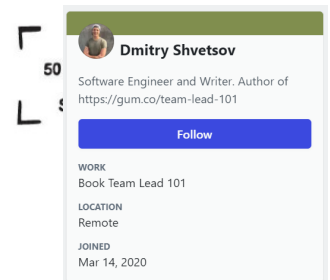 Dmitry Shvetsov
50
Software Engineer and Writer. Author of
https://gum.co/team-lead-101
Follow
WORK
Book Team Lead 101
LOCATION
Remote
JOINED
Mar 14, 2020